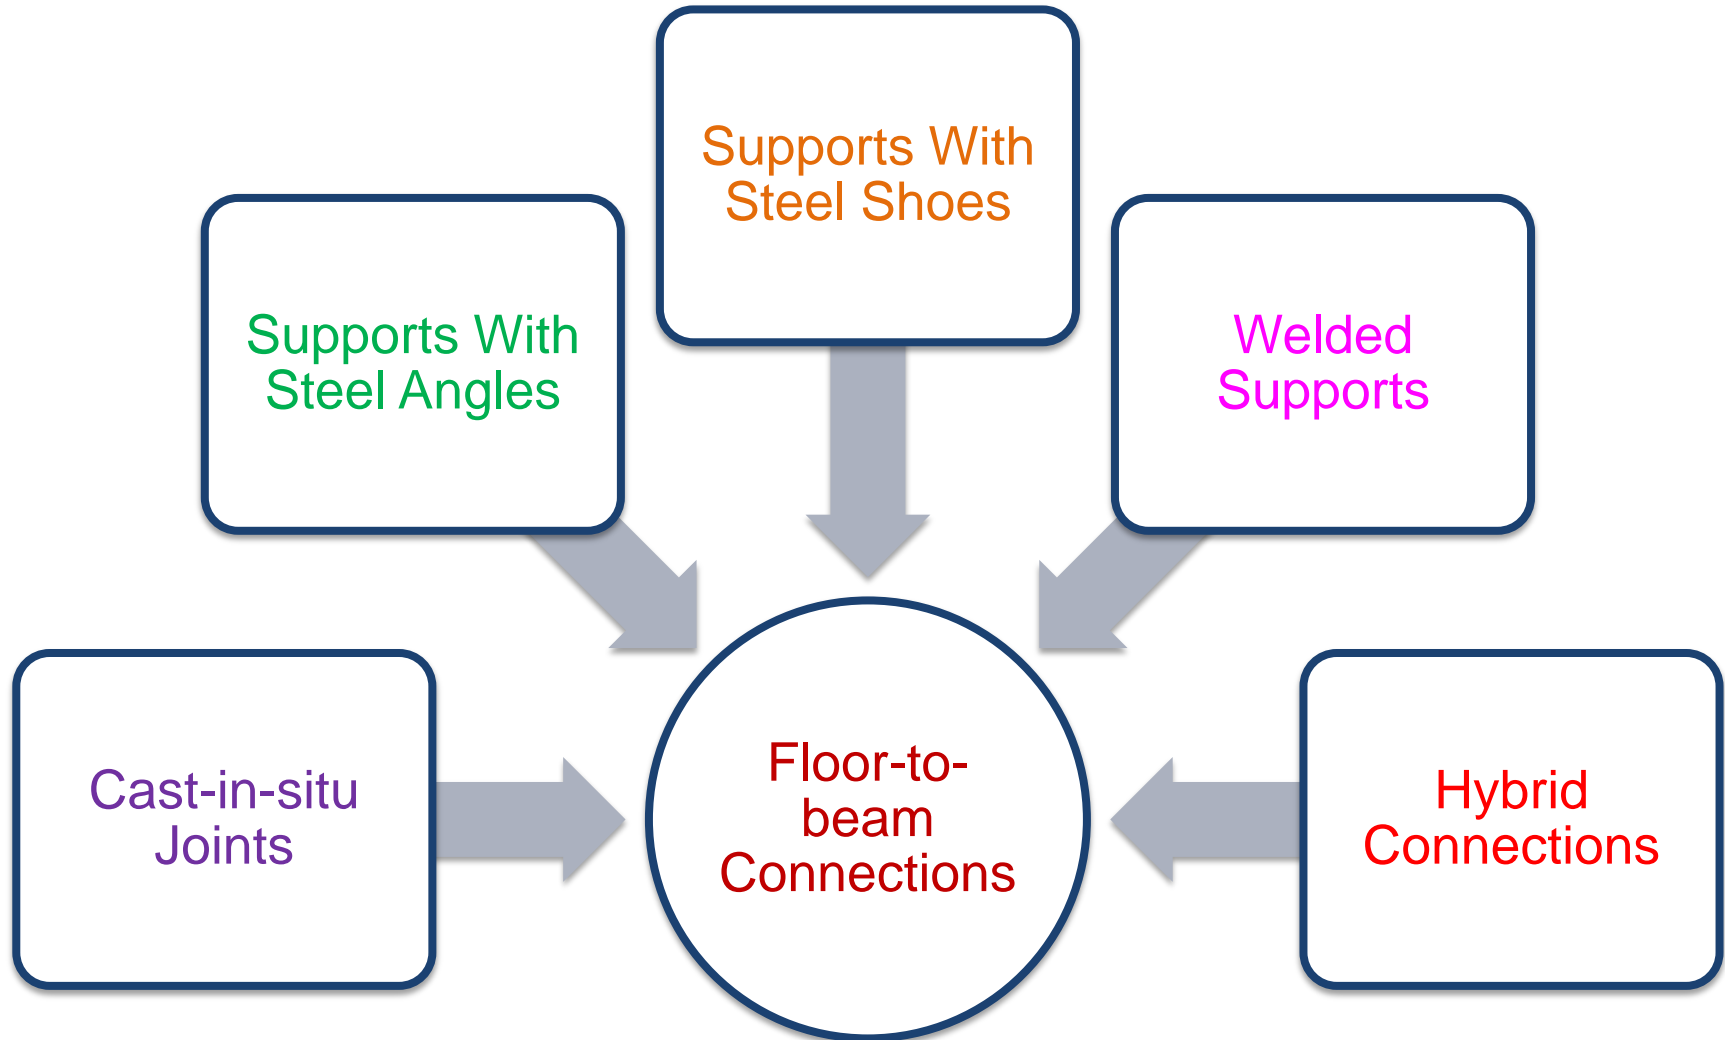 Supports With
Steel Shoes
Supports With
Steel Angles
Welded
Supports
Cast-in-situ
Joints
Floor-to-
beam
Connections
Hybrid
Connections